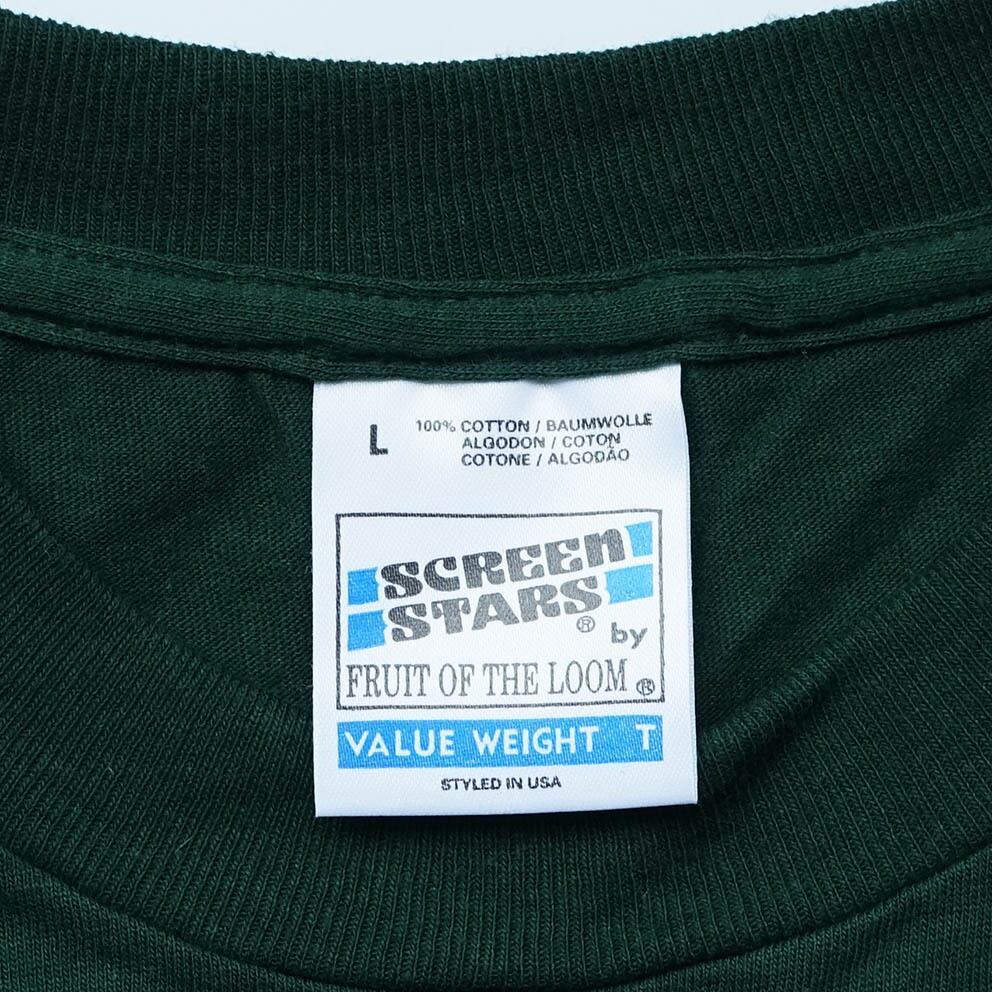 L
100% COTTON / BAUMWOLLE
ALGODON / COTON
COTONE / ALGODÃO
SCREEN
STARS ® by
FRUIT OF THE LOOM ®
VALUE WEIGHT T
STYLED IN USA